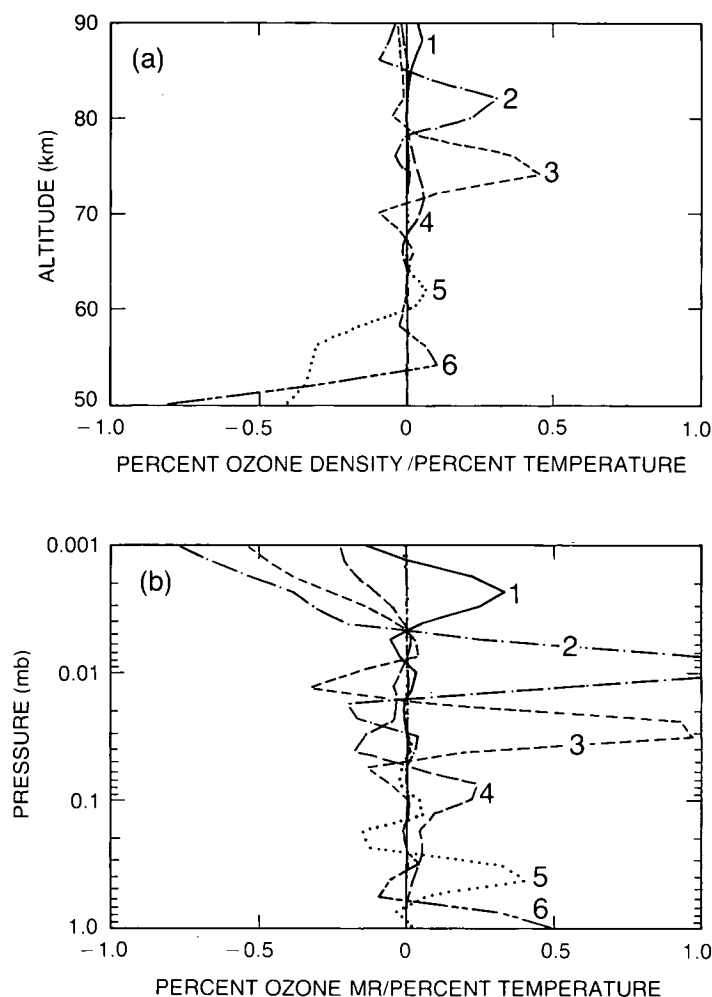 90
(a)
1
80
2
3
70
4
5
60
6
50
ALTITUDE (km)
−1.0 −0.5 0 0.5 1.0
PERCENT OZONE DENSITY/PERCENT TEMPERATURE
0.001
(b)
1
2
0.01
3
4
0.1
5
6
1.0
PRESSURE (mb)
−1.0 −0.5 0 0.5 1.0
PERCENT OZONE MR/PERCENT TEMPERATURE